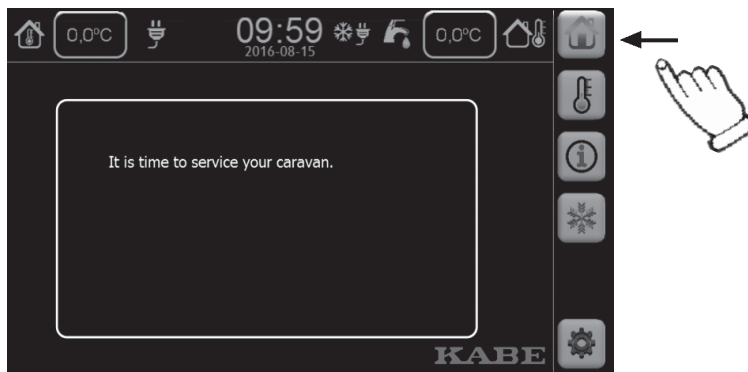 0,0°C
09:59
2016-08-15
0,0°C
It is time to service your caravan.
KABE